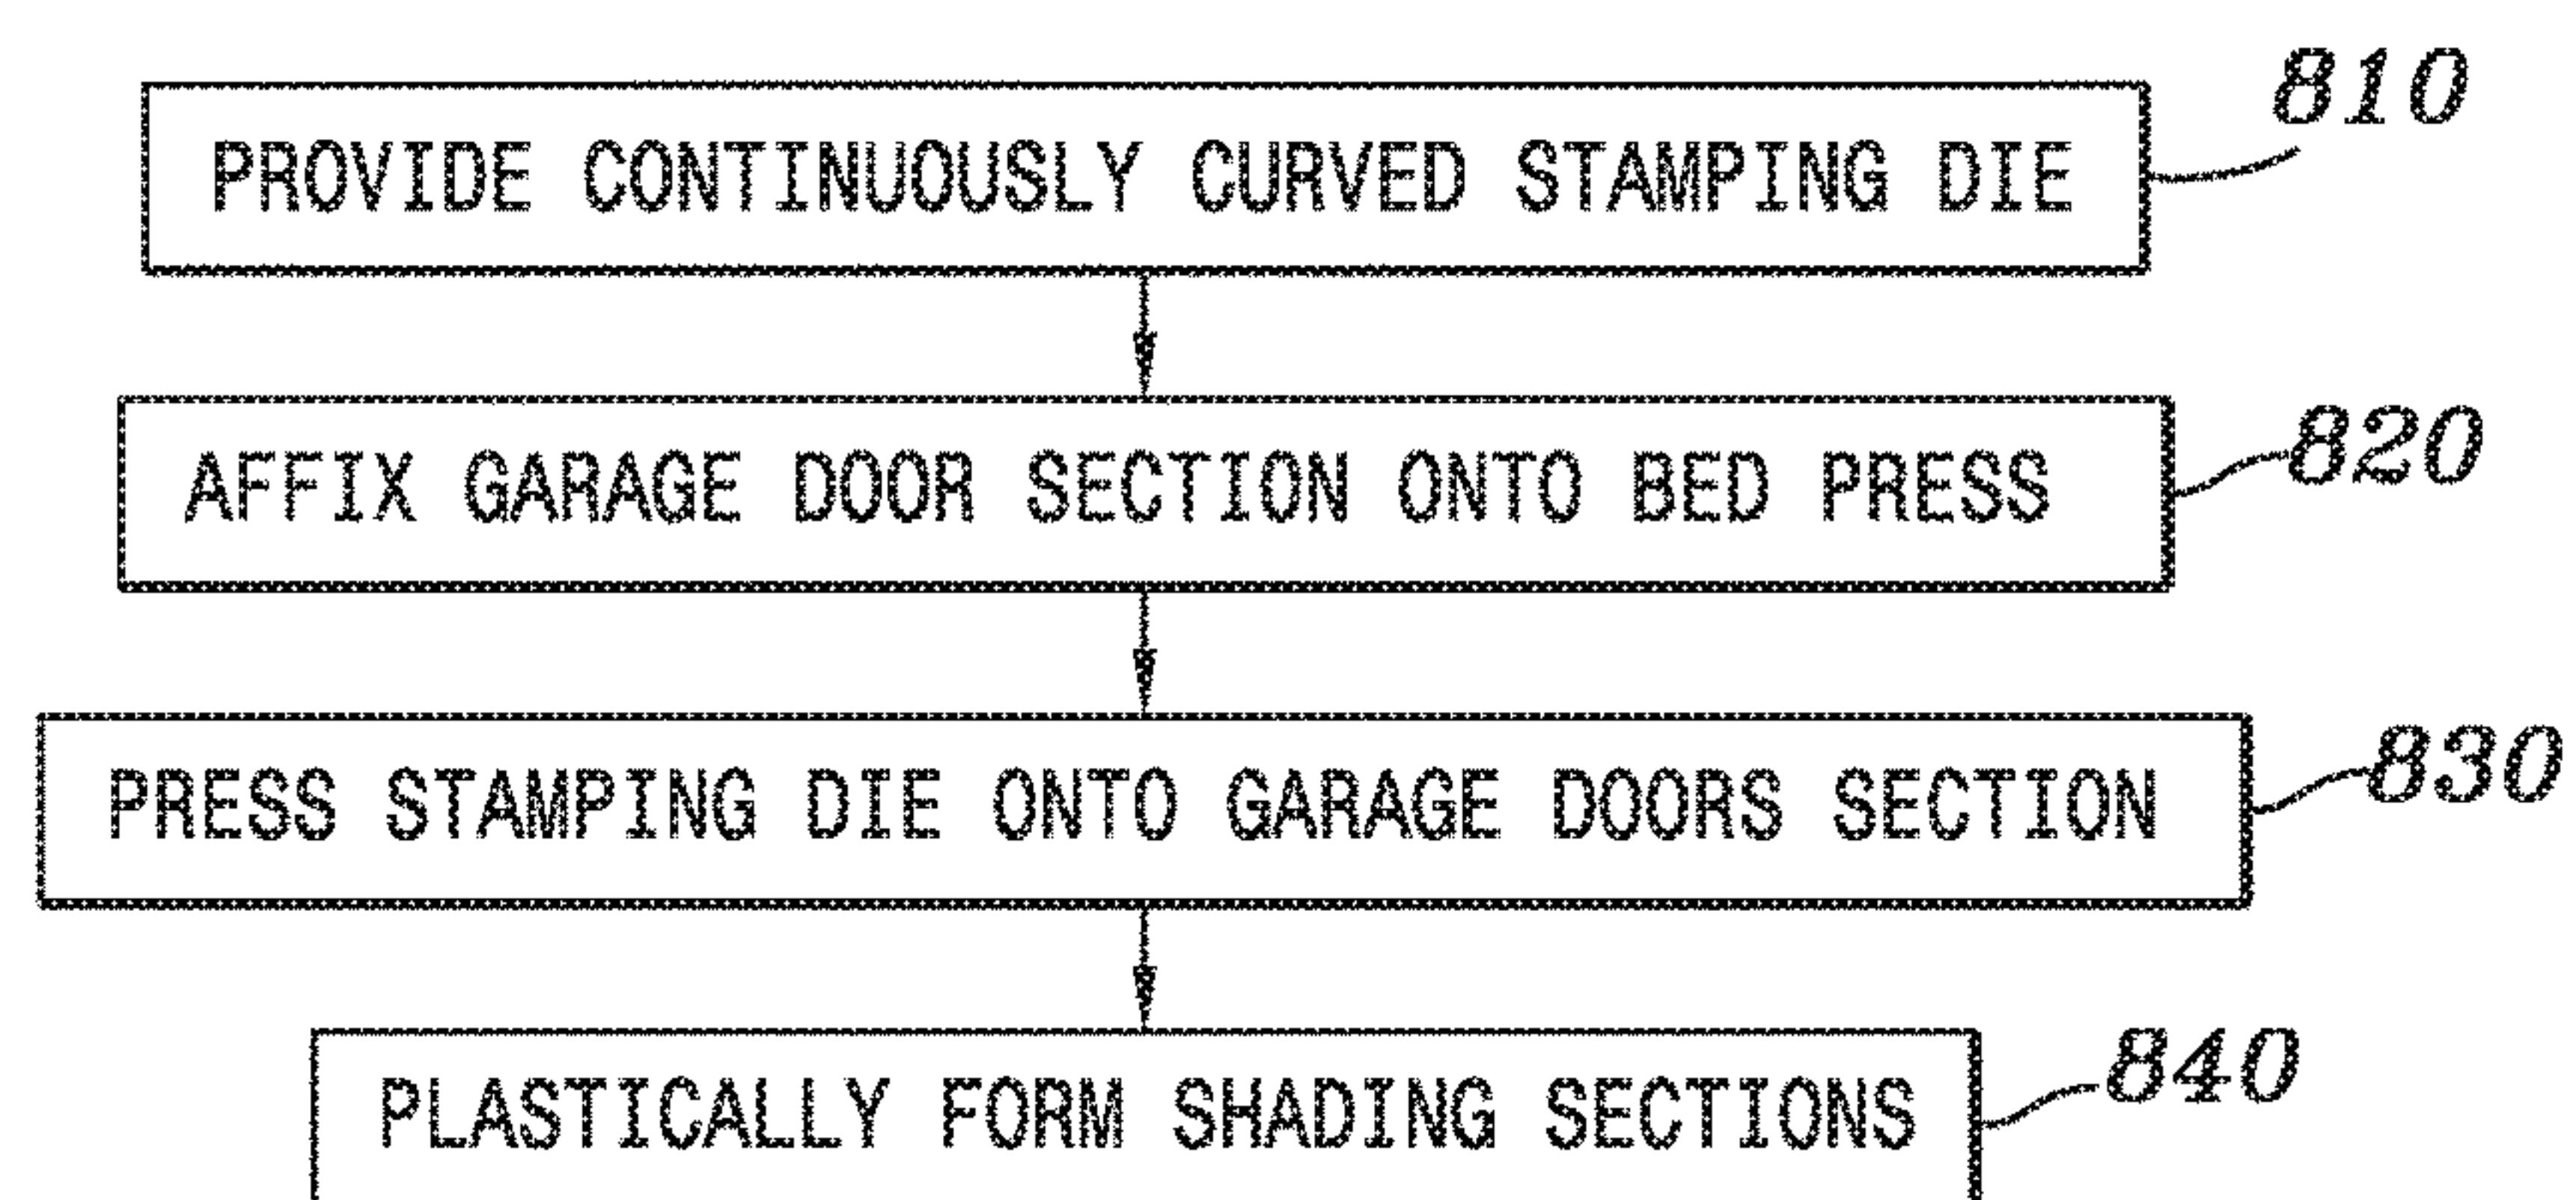 PROVIDE CONTINUOUSLY CURVED STAMPING DIE 810
AFFIX GARAGE DOOR SECTION ONTO BED PRESS 820
PRESS STAMPING DIE ONTO GARAGE DOORS SECTION 830
PLASTICALLY FORM SHADING SECTIONS 840